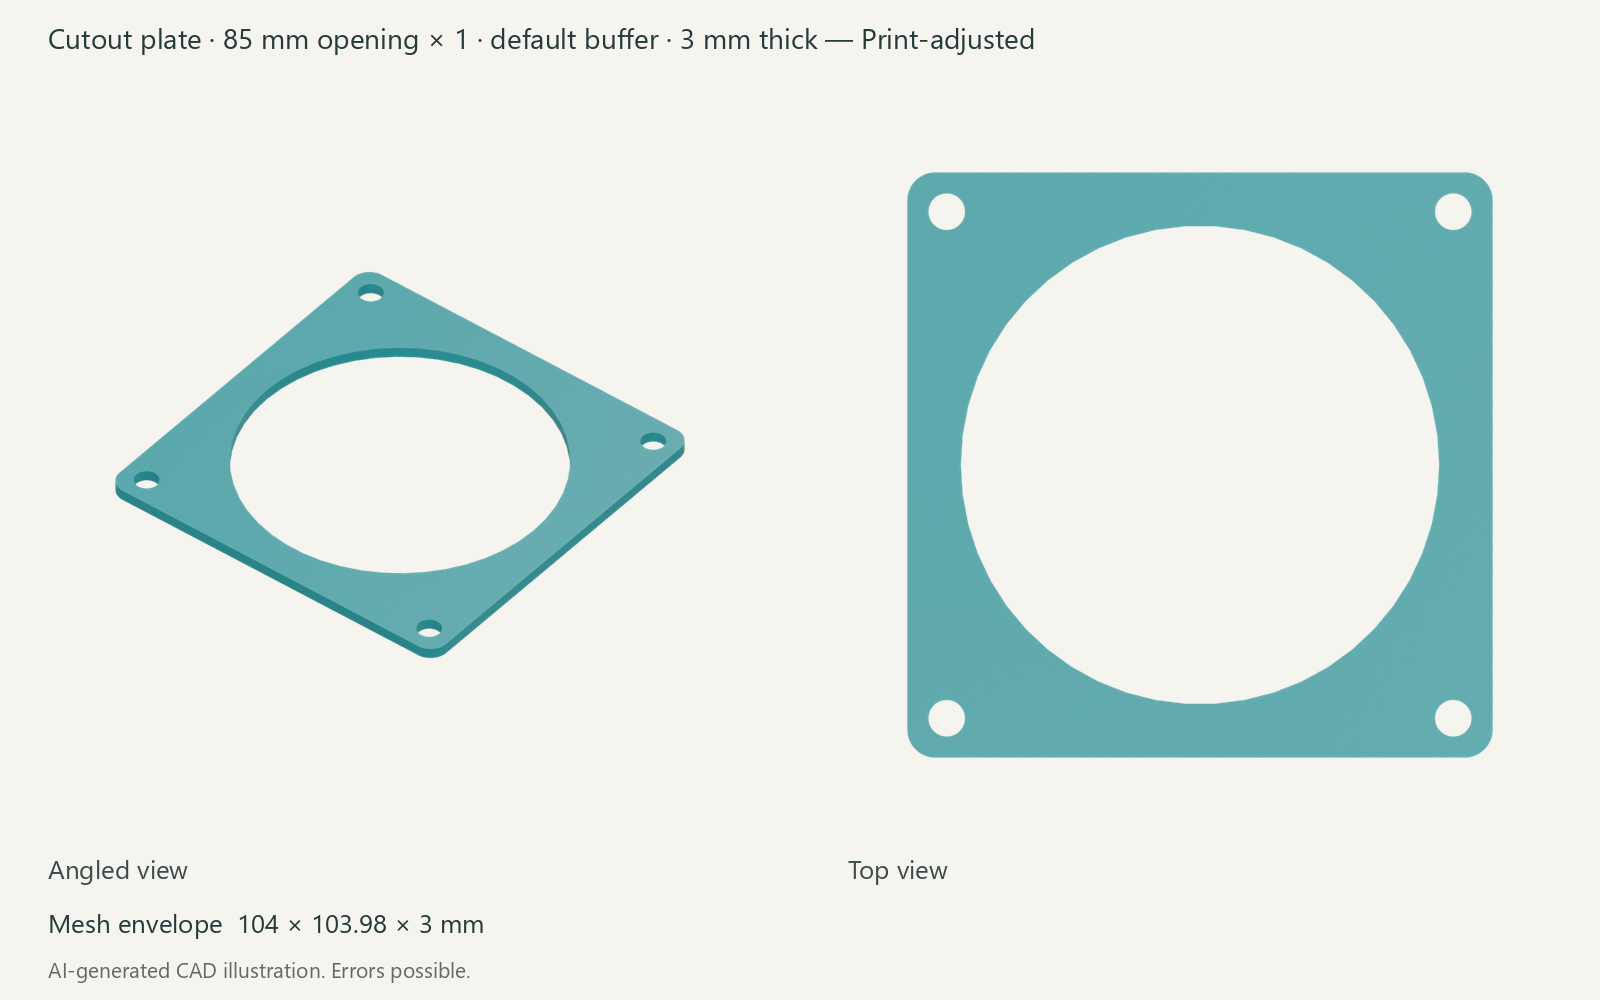 Cutout plate · 85 mm opening × 1 · default buffer · 3 mm thick — Print-adjusted
Angled view
Top view
Mesh envelope 104 × 103.98 × 3 mm
AI-generated CAD illustration. Errors possible.